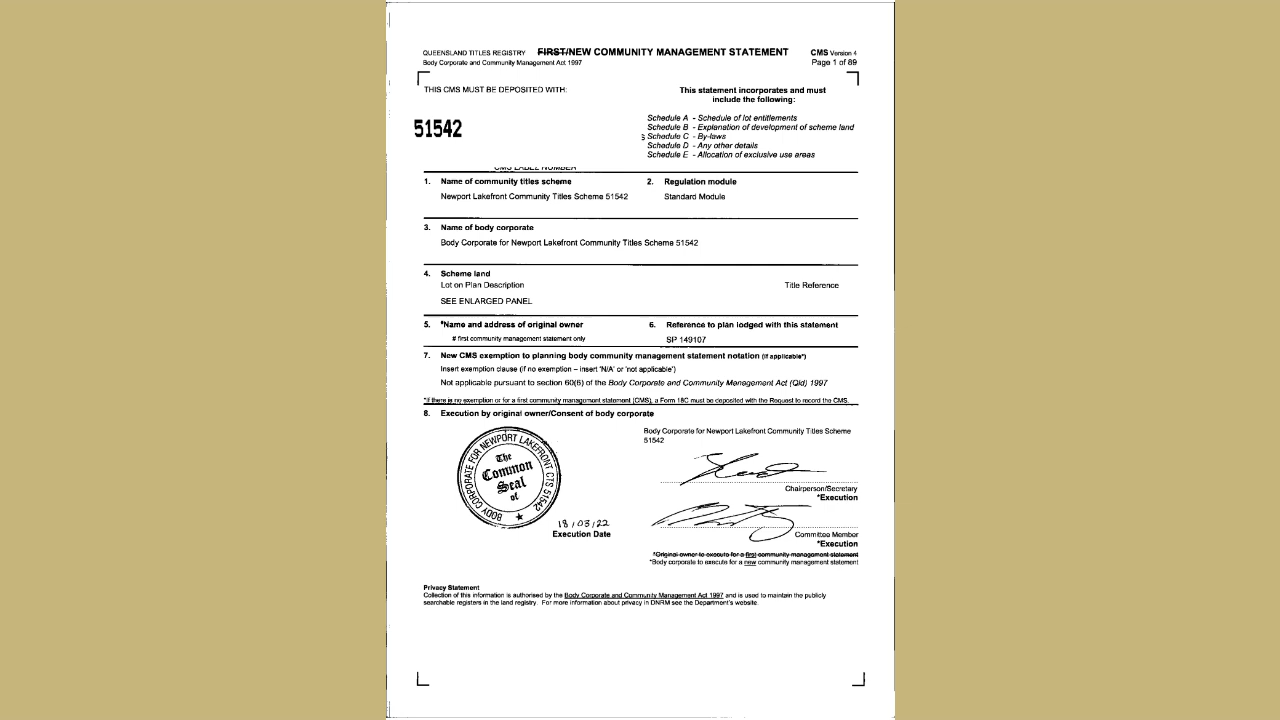 QUEENSLAND TITLES REGISTRY FIRST/NEW COMMUNITY MANAGEMENT STATEMENT CMS Version 4
Body Corporate and Community Management Act 1997 Page 1 of 89
THIS CMS MUST BE DEPOSITED WITH:
51542
CMS LABEL NUMBER
This statement incorporates and must
include the following:
Schedule A - Schedule of lot entitlements
Schedule B - Explanation of development of scheme land
Schedule C - By-laws
Schedule D - Any other details
Schedule E - Allocation of exclusive use areas
1. Name of community titles scheme 2. Regulation module
Newport Lakefront Community Titles Scheme 51542 Standard Module
3. Name of body corporate
Body Corporate for Newport Lakefront Community Titles Scheme 51542
4. Scheme land
Lot on Plan Description Title Reference
SEE ENLARGED PANEL
5. *Name and address of original owner 6. Reference to plan lodged with this statement
# first community management statement only SP 149107
7. New CMS exemption to planning body community management statement notation (if applicable*)
Insert exemption clause (if no exemption – insert 'N/A' or 'not applicable')
Not applicable pursuant to section 60(6) of the Body Corporate and Community Management Act (Qld) 1997
*If there is no exemption or for a first community management statement (CMS), a Form 18C must be deposited with the Request to record the CMS.
8. Execution by original owner/Consent of body corporate
Body Corporate for Newport Lakefront Community Titles Scheme
51542
BODY CORPORATE FOR NEWPORT LAKEFRONT CTS 51542
The
Common
Seal
of
Chairperson/Secretary
*Execution
18/03/22
Execution Date
Committee Member
*Execution
*Original owner to execute for a first community management statement
*Body corporate to execute for a new community management statement
Privacy Statement
Collection of this information is authorised by the Body Corporate and Community Management Act 1997 and is used to maintain the publicly
searchable registers in the land registry. For more information about privacy in DNRM see the Department's website.